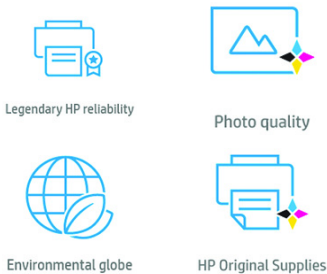 Legendary HP reliability
Photo quality
Environmental globe
HP Original Supplies